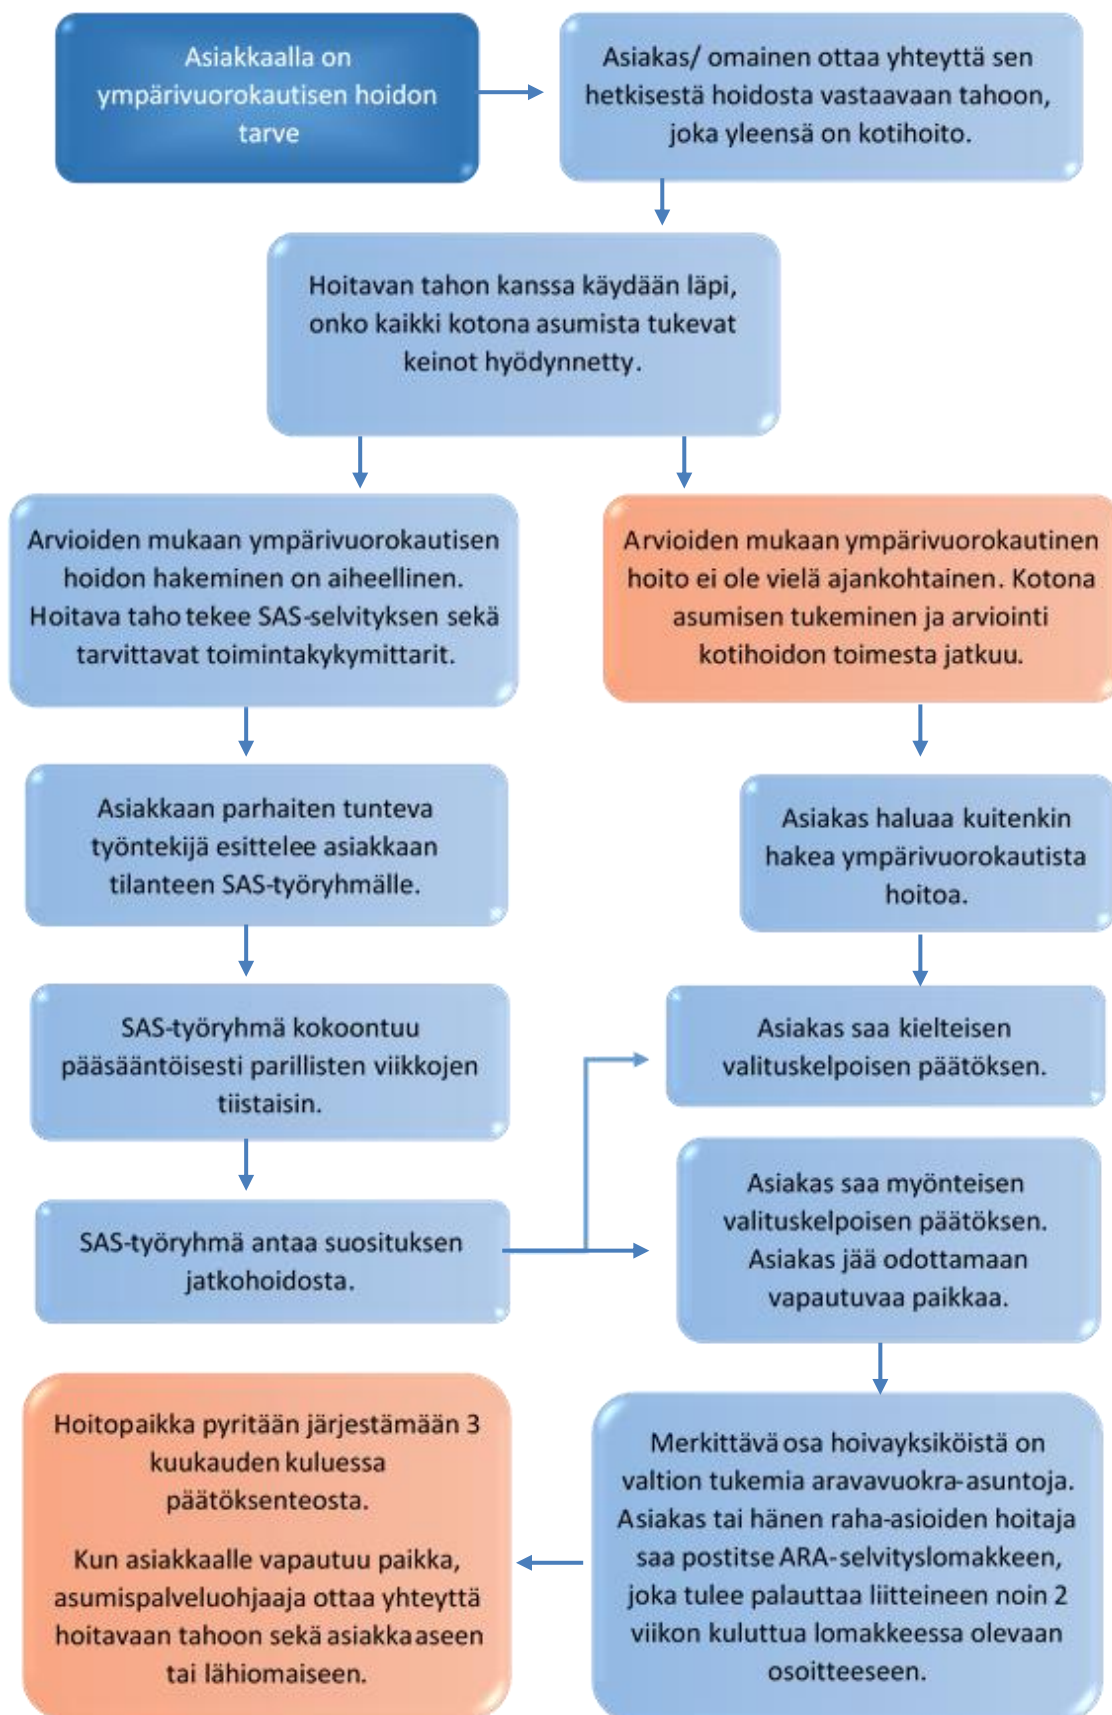 Asiakkaalla on
ympärivuorokautisen hoidon
tarve
Asiakas/ omainen ottaa yhteyttä sen
hetkisestä hoidosta vastaavaan tahoon,
joka yleensä on kotihoito.
Hoitavan tahon kanssa käydään läpi,
onko kaikki kotona asumista tukevat
keinot hyödynnetty.
Arvioiden mukaan ympärivuorokautisen
hoidon hakeminen on aiheellinen.
Hoitava taho tekee SAS-selvityksen sekä
tarvittavat toimintakykymittarit.
Arvioiden mukaan ympärivuorokautinen
hoito ei ole vielä ajankohtainen. Kotona
asumisen tukeminen ja arviointi
kotihoidon toimesta jatkuu.
Asiakkaan parhaiten tunteva
työntekijä esittelee asiakkaan
tilanteen SAS-työryhmälle.
Asiakas haluaa kuitenkin
hakea ympärivuorokautista
hoitoa.
SAS-työryhmä kokoontuu
pääsääntöisesti parillisten viikkojen
tiistaisin.
Asiakas saa kielteisen
valituskelpoisen päätöksen.
SAS-työryhmä antaa suosituksen
jatkohoidosta.
Asiakas saa myönteisen
valituskelpoisen päätöksen.
Asiakas jää odottamaan
vapautuvaa paikkaa.
Merkittävä osa hoivayksiköistä on
valtion tukemia aravavuokra-asuntoja.
Asiakas tai hänen raha-asioiden hoitaja
saa postitse ARA-selvityslomakkeen,
joka tulee palauttaa liitteineen noin 2
viikon kuluttua lomakkeessa olevaan
osoitteeseen.
Hoitopaikka pyritään järjestämään 3
kuukauden kuluessa
päätöksenteosta.
Kun asiakkaalle vapautuu paikka,
asumispalveluohjaaja ottaa yhteyttä
hoitavaan tahoon sekä asiakkaaseen
tai lähiomaiseen.